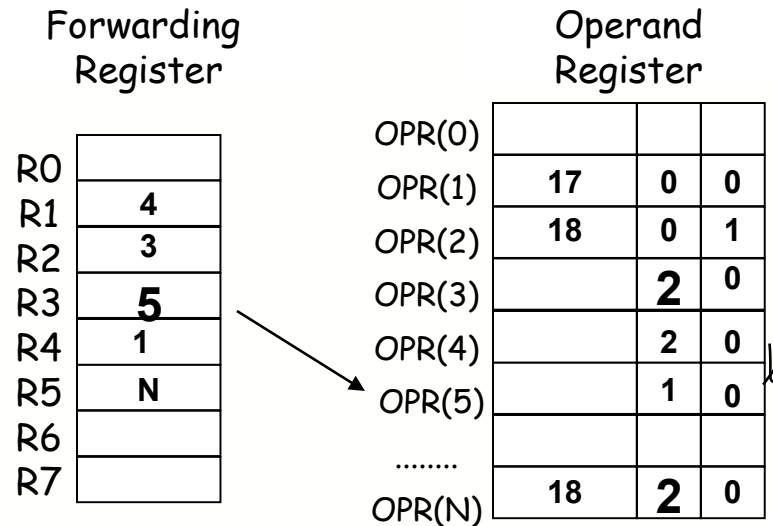 Forwarding
Register
R0
R1 4
R2 3
R3 5
R4 1
R5 N
R6
R7
Operand
Register
OPR(0)
OPR(1) 17 0 0
OPR(2) 18 0 1
OPR(3) 2 0
OPR(4) 2 0
OPR(5) 1 0
........
OPR(N) 18 2 0